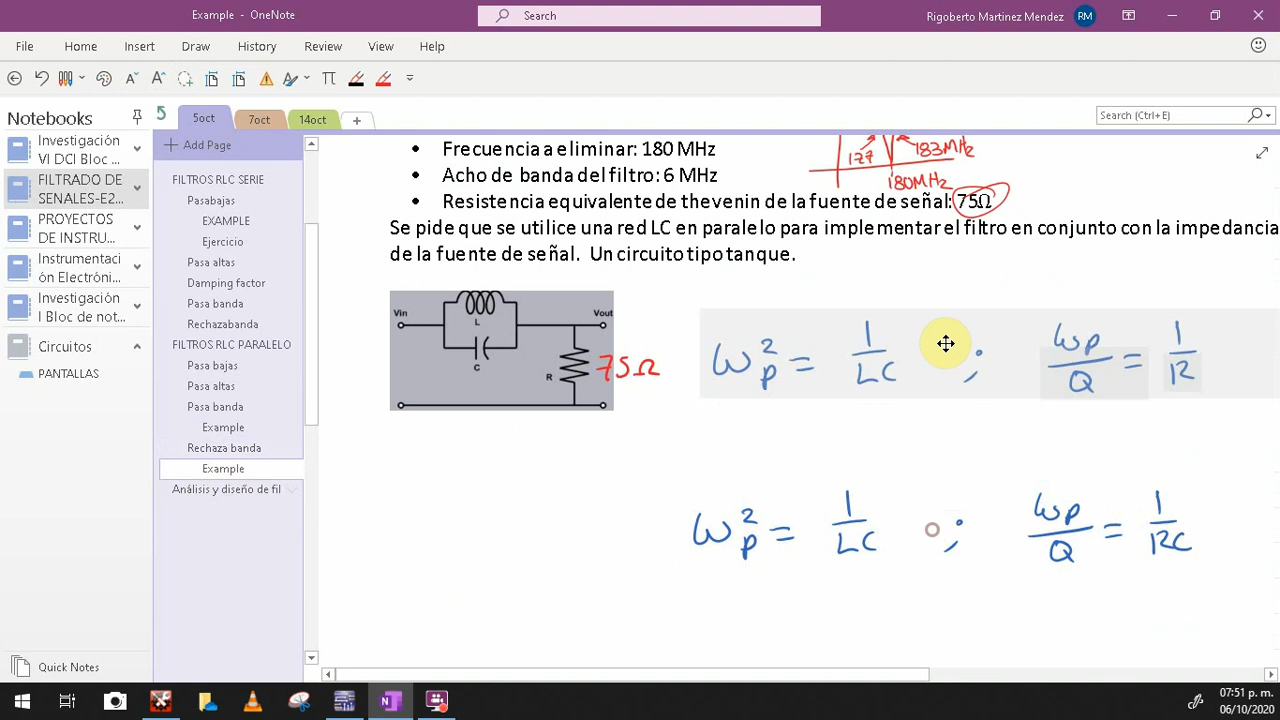 Example - OneNote
Search
Rigoberto Martinez Mendez RM
File Home Insert Draw History Review View Help
Notebooks
5oct 7oct 14oct +
Search (Ctrl+E)
Investigación
VI DCI Bloc ...
FILTRADO DE
SENALES-E2...
PROYECTOS
DE INSTRU...
Instrumentaci
ón Electróni...
Investigación
I Bloc de not...
Circuitos
PANTALLAS
Quick Notes
Add Page
FILTROS RLC SERIE
Pasabajas
EXAMPLE
Ejercicio
Pasa altas
Damping factor
Pasa banda
Rechazabanda
FILTROS RLC PARALELO
Pasa bajas
Pasa altas
Pasa banda
Example
Rechaza banda
Example
Análisis y diseño de fil
• Frecuencia a eliminar: 180 MHz
• Acho de banda del filtro: 6 MHz
• Resistencia equivalente de thevenin de la fuente de señal: 75Ω
177 183MHz
180MHz
Se pide que se utilice una red LC en paralelo para implementar el filtro en conjunto con la impedancia
de la fuente de señal. Un circuito tipo tanque.
Vin L Vout
C
R 75Ω
ωp² = 1/LC ; ωp/Q = 1/R
ωp² = 1/LC ; ωp/Q = 1/RC
07:51 p. m.
06/10/2020